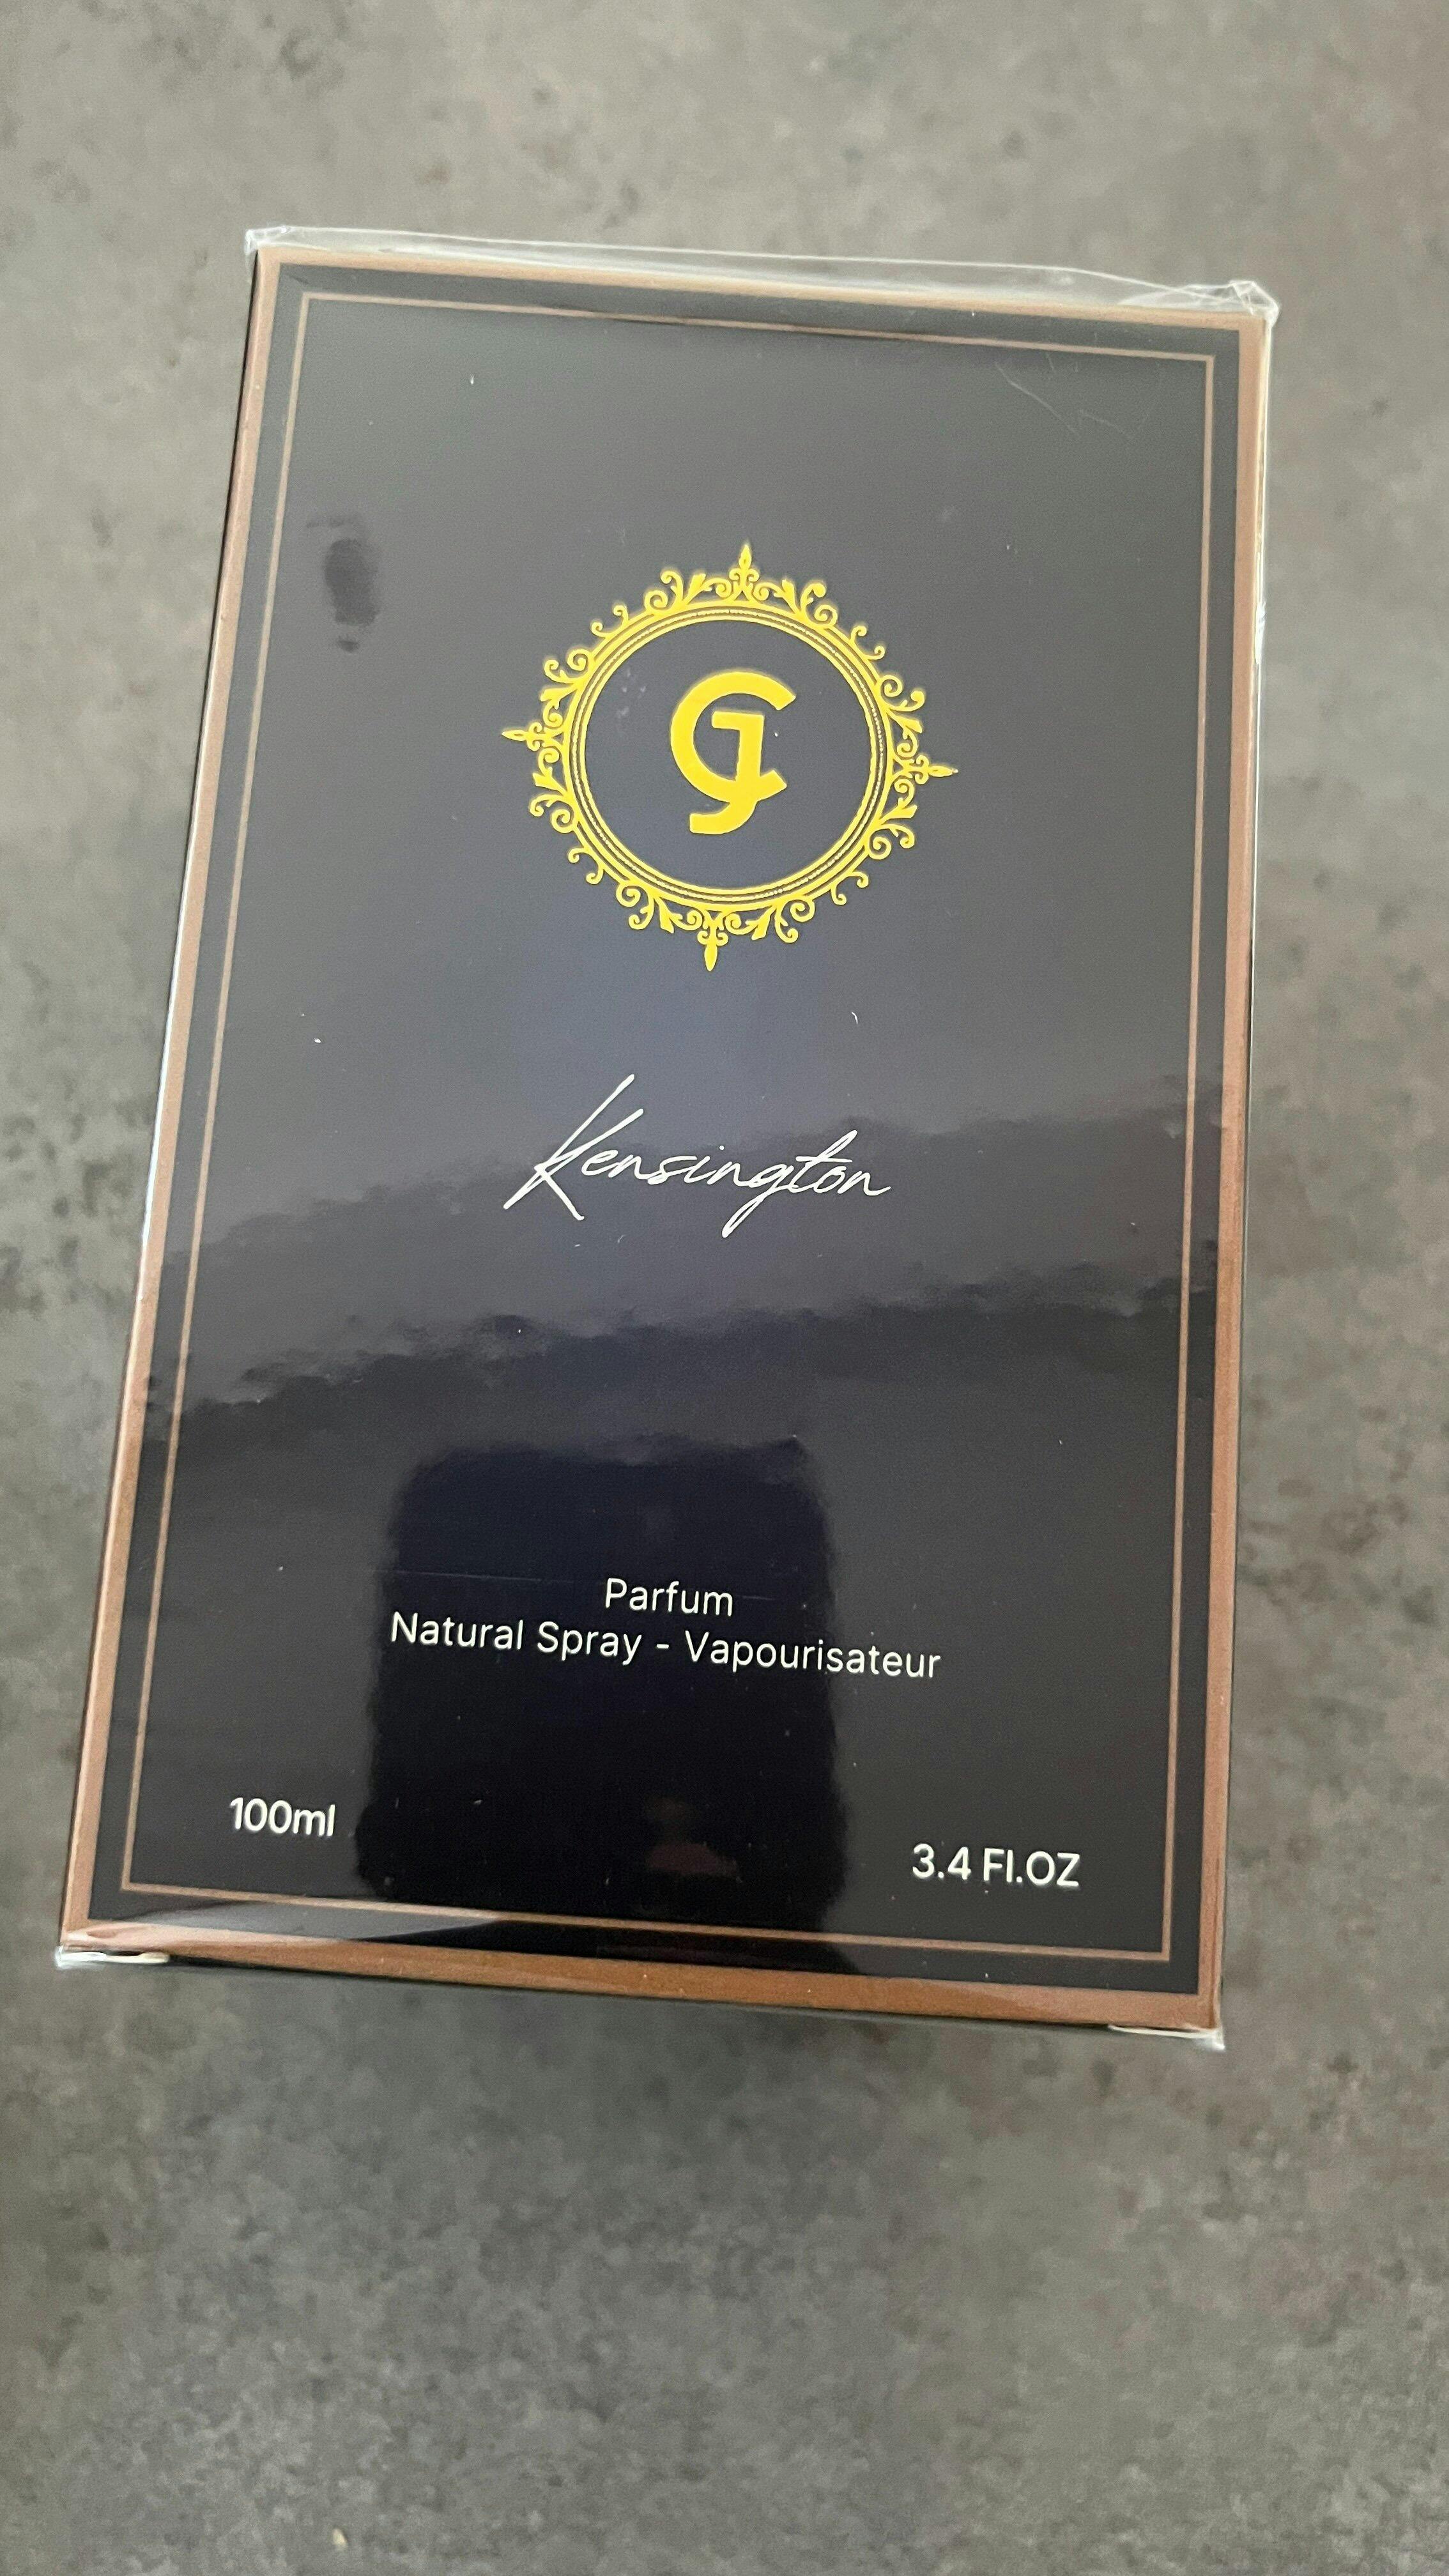 Kensington
Parfum
Natural Spray - Vapourisateur
100ml
3.4 Fl.OZ